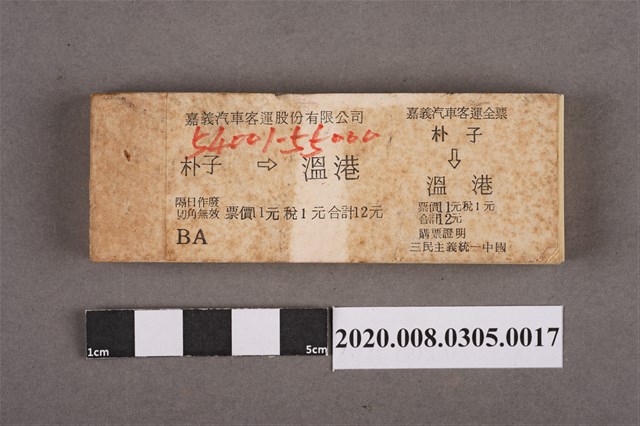 嘉義汽車客運股份有限公司
54001-55000
朴子 ⇨ 溫港
隔日作廢
剪角無效
票價11元稅1元合計12元
BA
嘉義汽車客運全票
朴子
⇩
溫港
票價11元稅1元
合計12元
購票證明
三民主義統一中國
1cm
5cm
2020.008.0305.0017